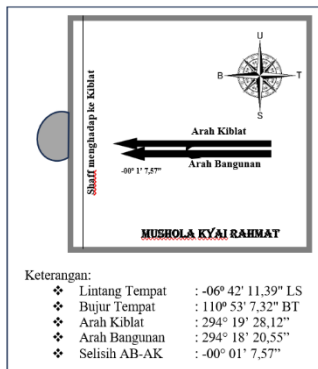 U
B
T
S
Shaff menghadap ke Kiblat
Arah Kiblat
-00° 1' 7,57"
Arah Bangunan
MUSHOLA KYAI RAHMAT
Keterangan:
❖ Lintang Tempat : -06º 42' 11,39" LS
❖ Bujur Tempat : 110º 53' 7,32" BT
❖ Arah Kiblat : 294° 19' 28,12”
❖ Arah Bangunan : 294° 18' 20,55”
❖ Selisih AB-AK : -00° 01' 7,57”